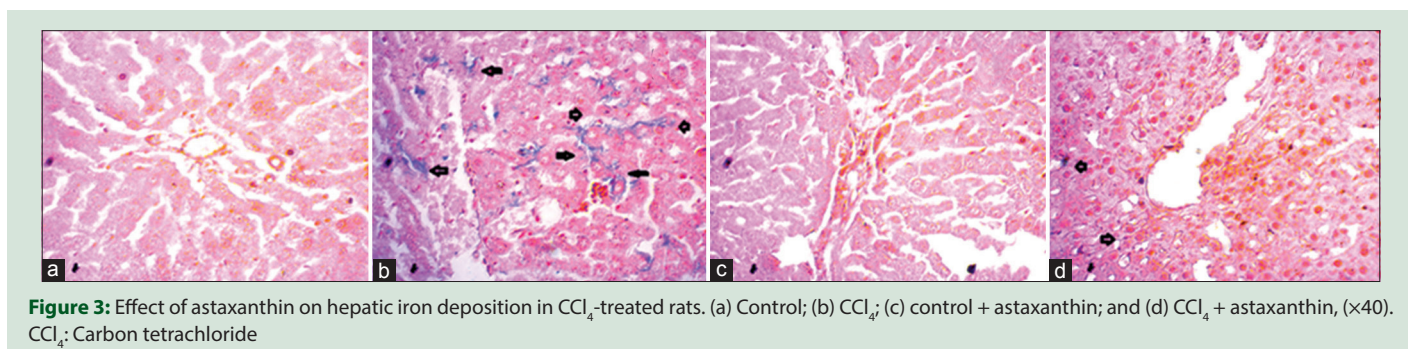 a b c d
Figure 3: Effect of astaxanthin on hepatic iron deposition in CCl₄-treated rats. (a) Control; (b) CCl₄; (c) control + astaxanthin; and (d) CCl₄ + astaxanthin, (×40).
CCl₄: Carbon tetrachloride